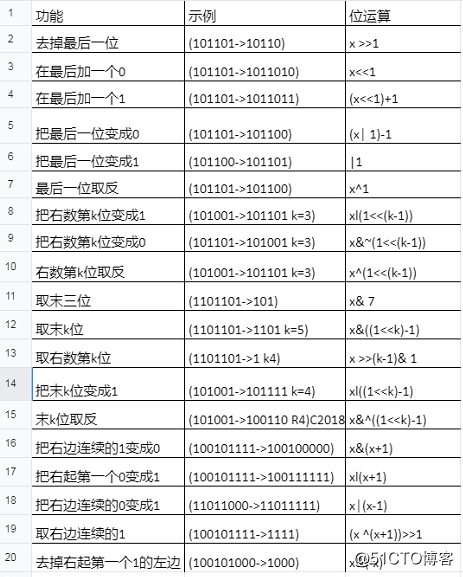 1 功能 示例 位运算
2 去掉最后一位 (101101->10110) x >>1
3 在最后加一个0 (101101->1011010) x<<1
4 在最后加一个1 (101101->1011011) (x<<1)+1
5 把最后一位变成0 (101101->101100) (x| 1)-1
6 把最后一位变成1 (101100->101101) |1
7 最后一位取反 (101101->101100) x^1
8 把右数第k位变成1 (101001->101101 k=3) xl(1<<(k-1))
9 把右数第k位变成0 (101101->101001 k=3) x&~(1<<(k-1))
10 右数第k位取反 (101001->101101 k=3) x^(1<<(k-1))
11 取末三位 (1101101->101) x& 7
12 取末k位 (1101101->1101 k=5) x&((1<<k)-1)
13 取右数第k位 (1101101->1 k4) x >>(k-1)& 1
14 把末k位变成1 (101001->101111 k=4) xl((1<<k)-1)
15 末k位取反 (101001->100110 R4)C2018 x&^((1<<k)-1)
16 把右边连续的1变成0 (100101111->100100000) x&(x+1)
17 把右起第一个0变成1 (100101111->100111111) xl(x+1)
18 把右边连续的0变成1 (11011000->11011111) x|(x-1)
19 取右边连续的1 (100101111->1111) (x ^(x+1))>>1
20 去掉右起第一个1的左边 (100101000->1000)
@51CTO博客